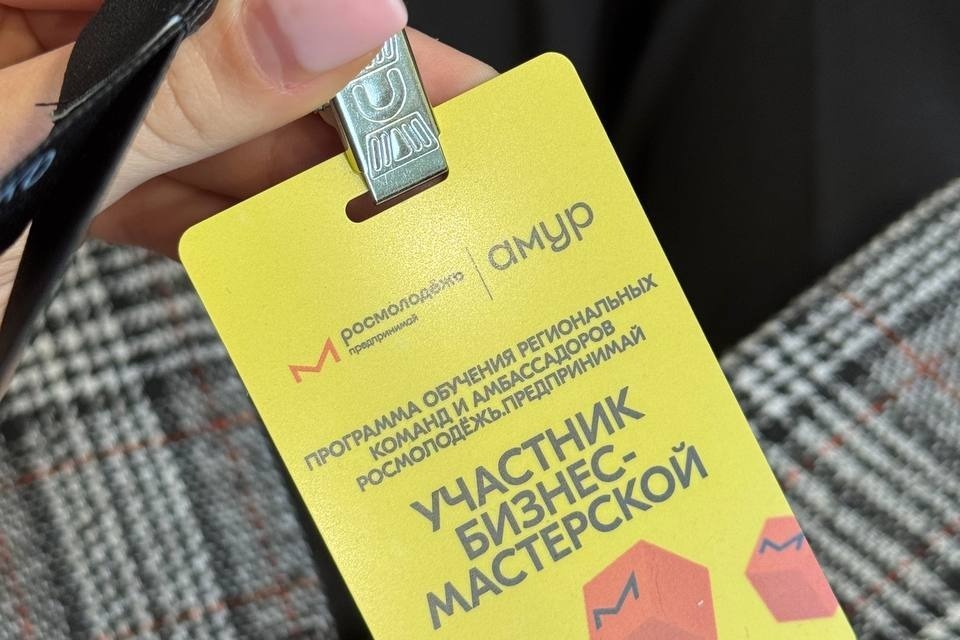 росмолодёжь
предпринимай
амур
ПРОГРАММА ОБУЧЕНИЯ РЕГИОНАЛЬНЫХ
КОМАНД И АМБАССАДОРОВ
РОСМОЛОДЁЖЬ.ПРЕДПРИНИМАЙ
УЧАСТНИК
БИЗНЕС-
МАСТЕРСКОЙ